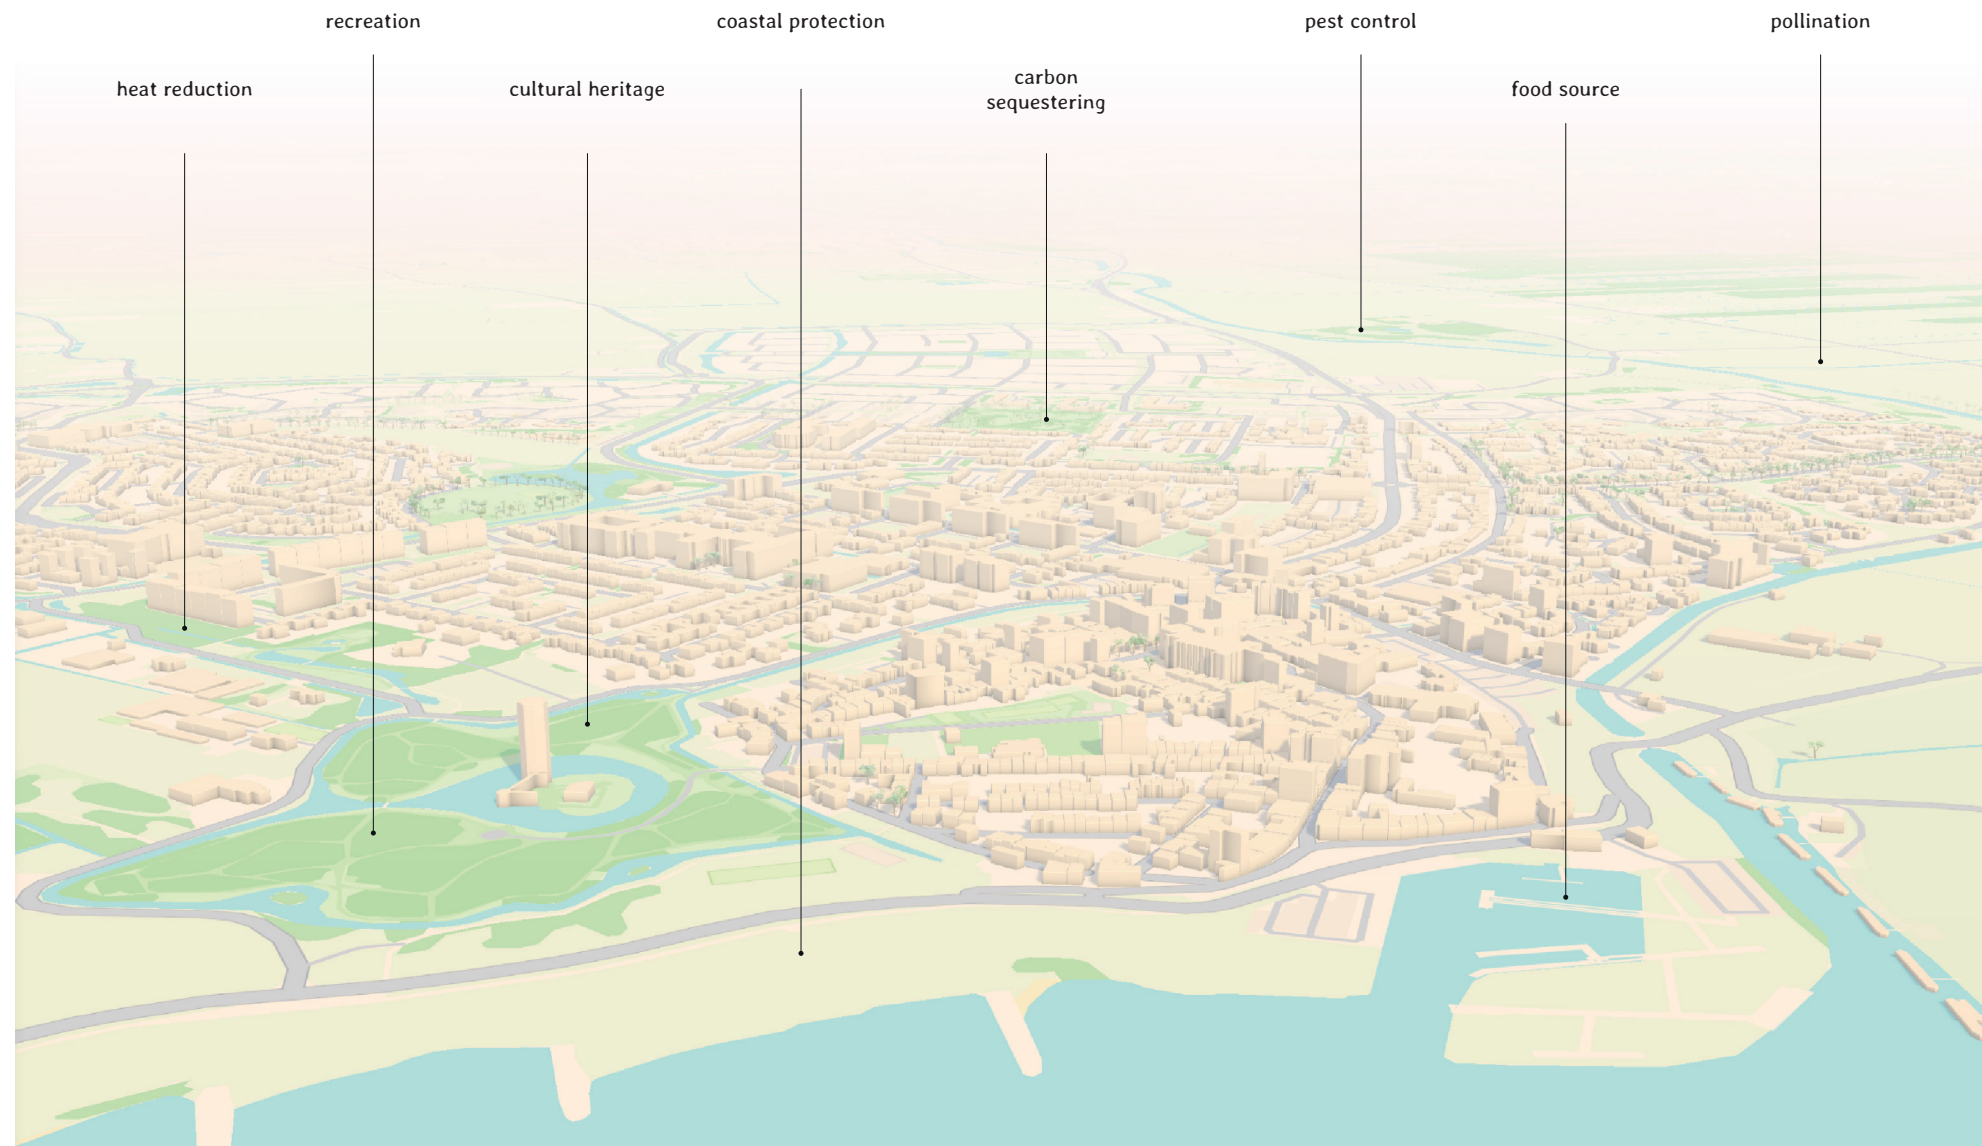 recreation
coastal protection
pest control
pollination
heat reduction
cultural heritage
carbon
sequestering
food source